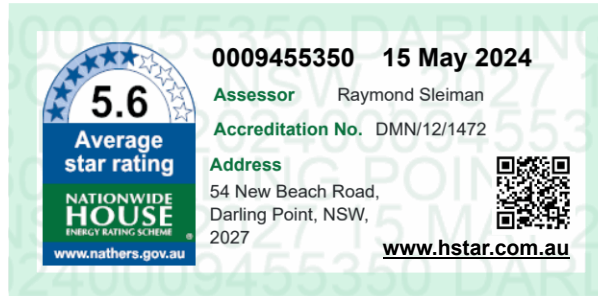 0009455350 15 May 2024
5.6
Average
star rating
NATIONWIDE
HOUSE
ENERGY RATING SCHEME ®
www.nathers.gov.au
Assessor Raymond Sleiman
Accreditation No. DMN/12/1472
Address
54 New Beach Road,
Darling Point, NSW,
2027
www.hstar.com.au